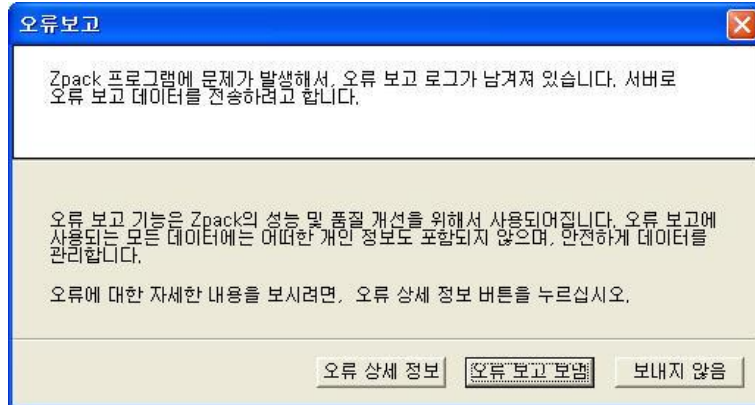 오류보고
Zpack 프로그램에 문제가 발생해서, 오류 보고 로그가 남겨져 있습니다. 서버로
오류 보고 데이터를 전송하려고 합니다.
오류 보고 기능은 Zpack의 성능 및 품질 개선을 위해서 사용되어집니다. 오류 보고에
사용되는 모든 데이터에는 어떠한 개인 정보도 포함되지 않으며, 안전하게 데이터를
관리합니다.
오류에 대한 자세한 내용을 보시려면, 오류 상세 정보 버튼을 누르십시오.
오류 상세 정보 오류 보고 보냄 보내지 않음